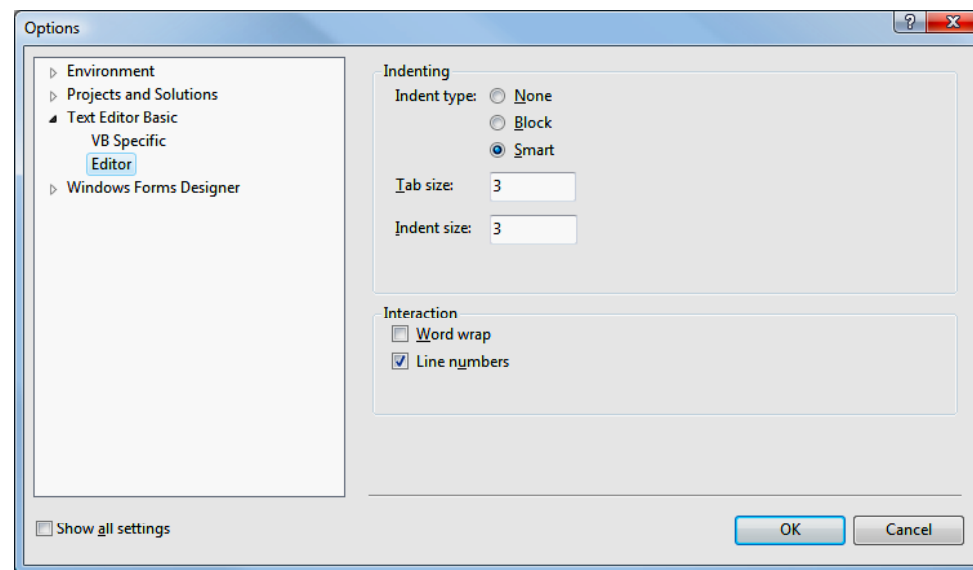 Options
Environment
Projects and Solutions
Text Editor Basic
VB Specific
Editor
Windows Forms Designer
Indenting
Indent type: None
Block
Smart
Tab size: 3
Indent size: 3
Interaction
Word wrap
Line numbers
Show all settings
OK Cancel